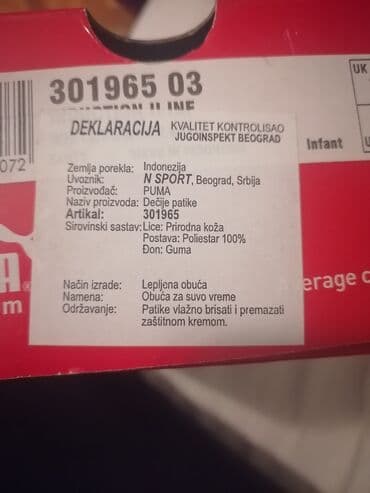 UK
301965 03
DEKLARACIJA KVALITET KONTROLISAO
JUGOINSPEKT BEOGRAD
Infant
072
Zemlja porekla: Indonezija
Uvoznik: N SPORT, Beograd, Srbija
Proizvođač: PUMA
Naziv proizvoda: Dečije patike
Artikal: 301965
Sirovinski sastav: Lice: Prirodna koža
Postava: Poliestar 100%
Đon: Guma
Način izrade: Lepljena obuća
Namena: Obuća za suvo vreme
Održavanje: Patike vlažno brisati i premazati
zaštitnom kremom.
A
m
erage